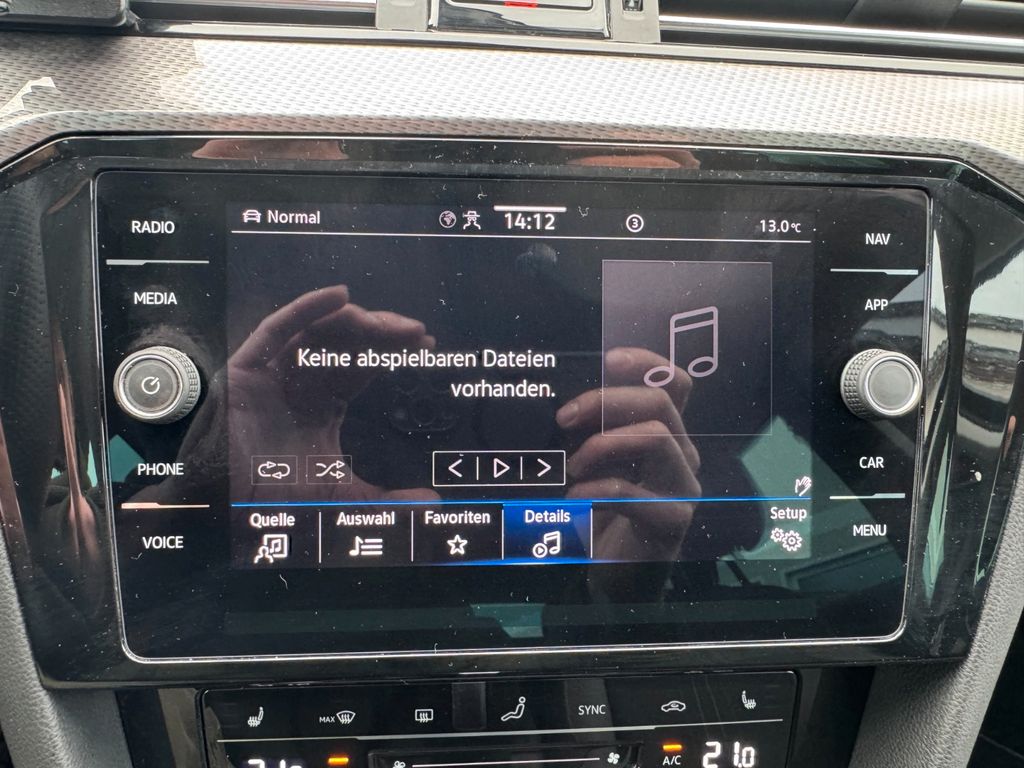 RADIO
MEDIA
PHONE
VOICE
Normal
14:12
3
13.0°C
Keine abspielbaren Dateien
vorhanden.
Quelle
Auswahl
Favoriten
Details
Setup
NAV
APP
CAR
MENU
MAX
SYNC
A/C
21.0